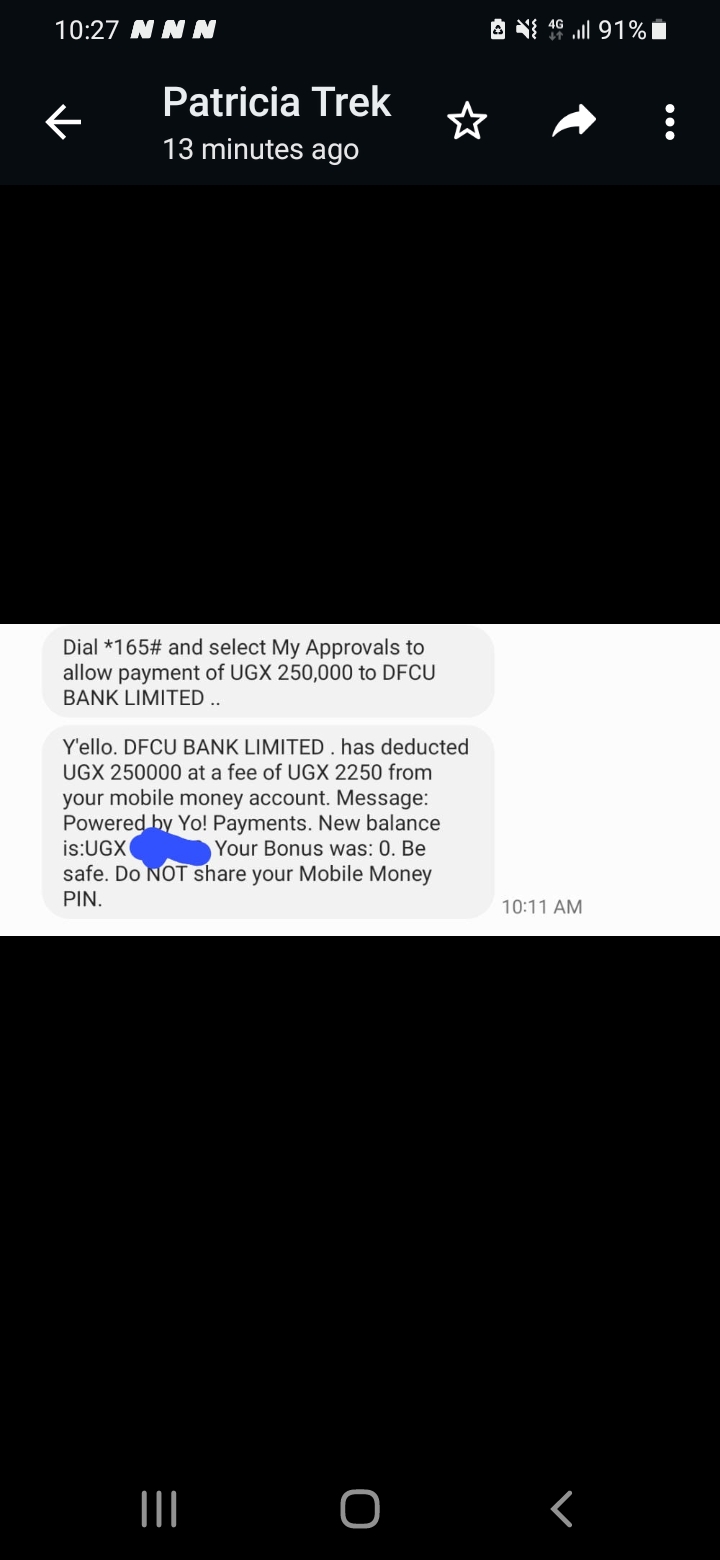 10:27 N N N 4G 91%
Patricia Trek
13 minutes ago
Dial *165# and select My Approvals to
allow payment of UGX 250,000 to DFCU
BANK LIMITED ..
Y'ello. DFCU BANK LIMITED . has deducted
UGX 250000 at a fee of UGX 2250 from
your mobile money account. Message:
Powered by Yo! Payments. New balance
is:UGX Your Bonus was: 0. Be
safe. Do NOT share your Mobile Money
PIN.
10:11 AM